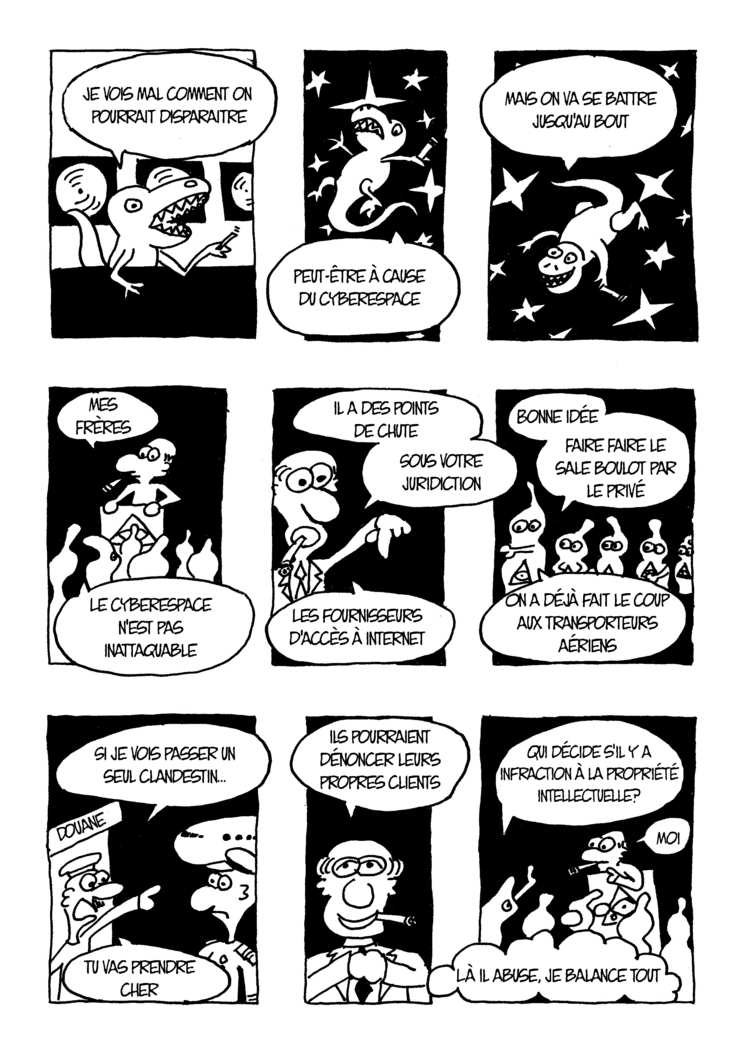 JE VOIS MAL COMMENT ON
POURRAIT DISPARAITRE
PEUT-ÊTRE À CAUSE
DU CYBERESPACE
MAIS ON VA SE BATTRE
JUSQU'AU BOUT
MES
FRÈRES
LE CYBERESPACE
N'EST PAS
INATTAQUABLE
IL A DES POINTS
DE CHUTE
SOUS VOTRE
JURIDICTION
LES FOURNISSEURS
D'ACCÈS À INTERNET
BONNE IDÉE
FAIRE FAIRE LE
SALE BOULOT PAR
LE PRIVÉ
ON A DÉJÀ FAIT LE COUP
AUX TRANSPORTEURS
AÉRIENS
SI JE VOIS PASSER UN
SEUL CLANDESTIN...
DOUANE
TU VAS PRENDRE
CHER
ILS POURRAIENT
DÉNONCER LEURS
PROPRES CLIENTS
QUI DÉCIDE S'IL Y A
INFRACTION À LA PROPRIÉTÉ
INTELLECTUELLE?
MOI
LÀ IL ABUSE, JE BALANCE TOUT